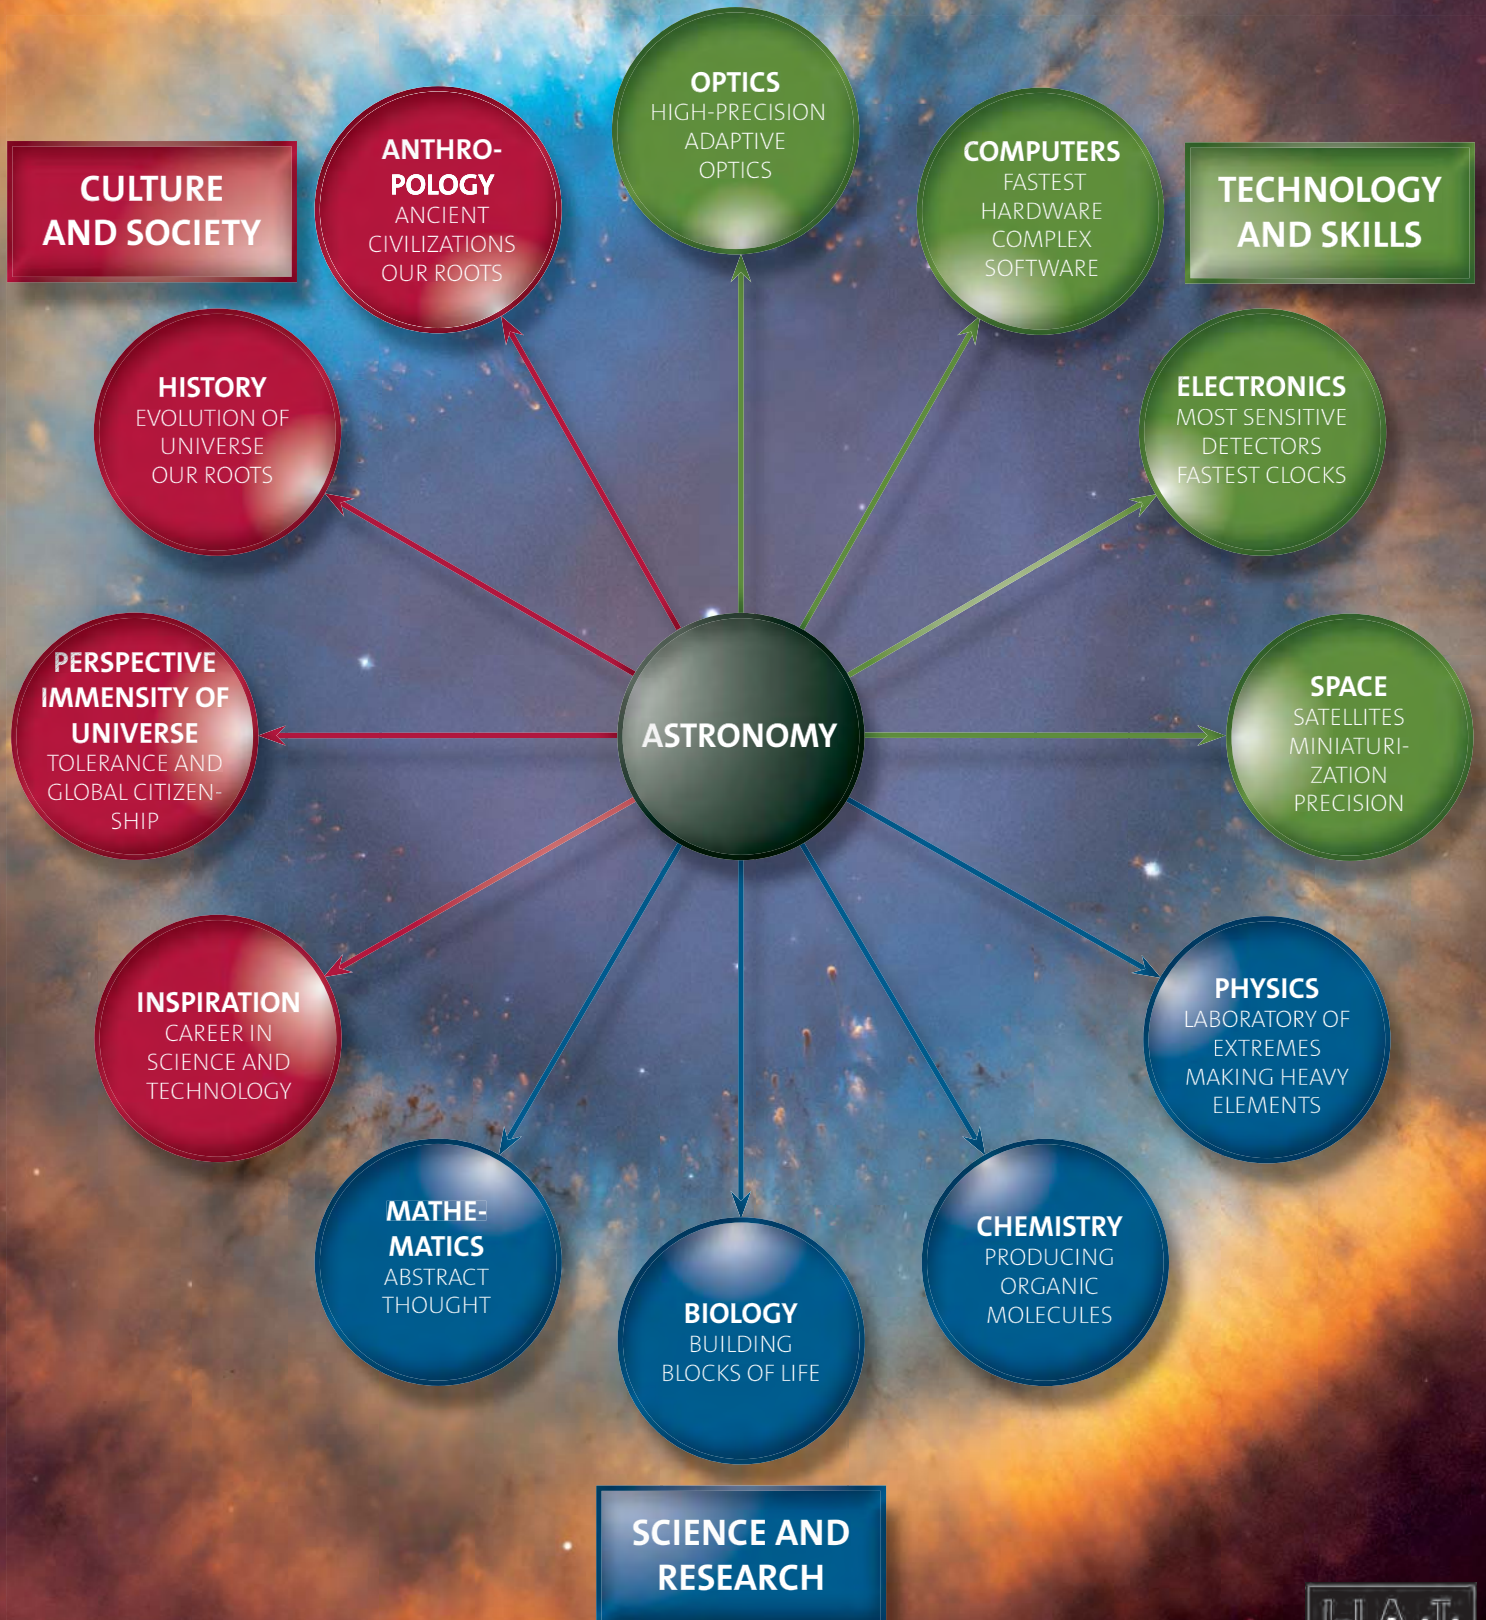 CULTURE
AND SOCIETY
ANTHRO-
POLOGY
ANCIENT
CIVILIZATIONS
OUR ROOTS
OPTICS
HIGH-PRECISION
ADAPTIVE
OPTICS
COMPUTERS
FASTEST
HARDWARE
COMPLEX
SOFTWARE
TECHNOLOGY
AND SKILLS
HISTORY
EVOLUTION OF
UNIVERSE
OUR ROOTS
ELECTRONICS
MOST SENSITIVE
DETECTORS
FASTEST CLOCKS
PERSPECTIVE
IMMENSITY OF
UNIVERSE
TOLERANCE AND
GLOBAL CITIZEN-
SHIP
ASTRONOMY
SPACE
SATELLITES
MINIATURI-
ZATION
PRECISION
INSPIRATION
CAREER IN
SCIENCE AND
TECHNOLOGY
PHYSICS
LABORATORY OF
EXTREMES
MAKING HEAVY
ELEMENTS
MATHE-
MATICS
ABSTRACT
THOUGHT
BIOLOGY
BUILDING
BLOCKS OF LIFE
CHEMISTRY
PRODUCING
ORGANIC
MOLECULES
SCIENCE AND
RESEARCH